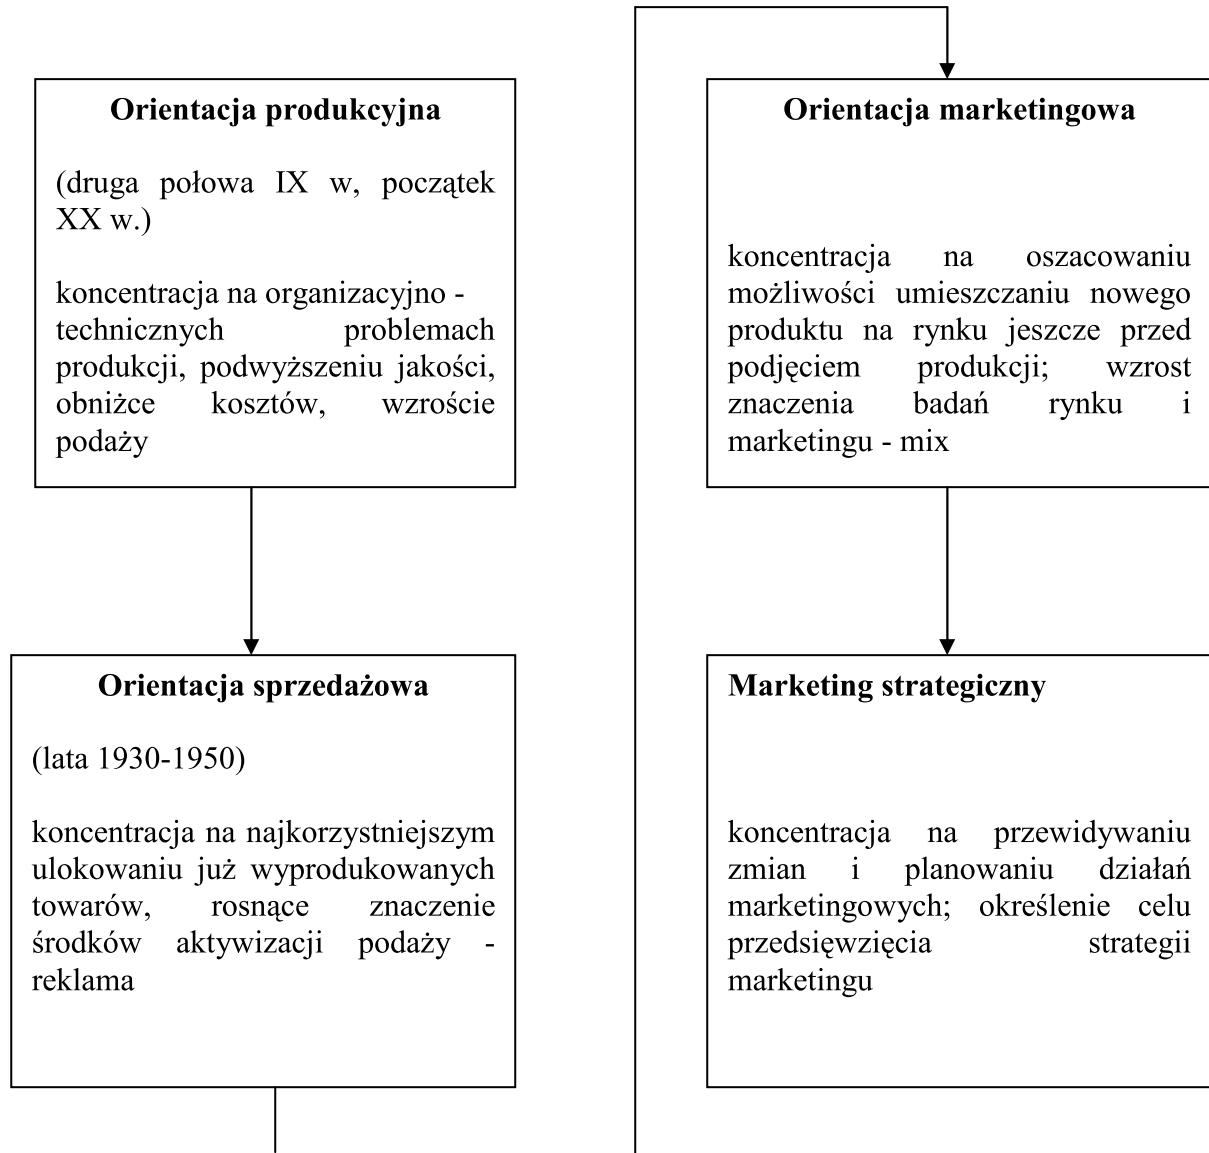 Orientacja produkcyjna
(druga połowa IX w, początek
XX w.)
koncentracja na organizacyjno -
technicznych problemach
produkcji, podwyższeniu jakości,
obniżce kosztów, wzroście
podaży
Orientacja sprzedażowa
(lata 1930-1950)
koncentracja na najkorzystniejszym
ulokowaniu już wyprodukowanych
towarów, rosnące znaczenie
środków aktywizacji podaży -
reklama
Orientacja marketingowa
koncentracja na oszacowaniu
możliwości umieszczaniu nowego
produktu na rynku jeszcze przed
podjęciem produkcji; wzrost
znaczenia badań rynku i
marketingu - mix
Marketing strategiczny
koncentracja na przewidywaniu
zmian i planowaniu działań
marketingowych; określenie celu
przedsięwzięcia strategii
marketingu